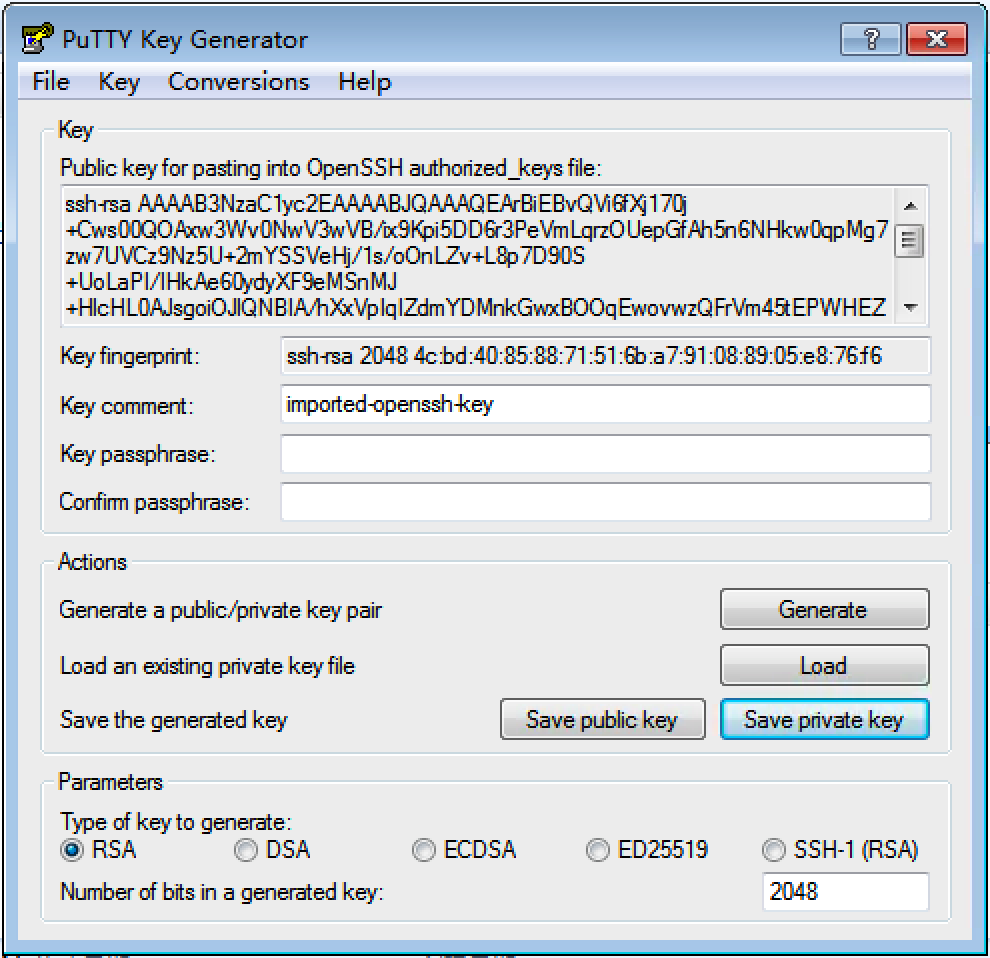 PuTTY Key Generator
File Key Conversions Help
Key
Public key for pasting into OpenSSH authorized_keys file:
ssh-rsa AAAAB3NzaC1yc2EAAAABJQAAAQEArBiEBvQVi6fXj170j
+Cws00QOAxw3Wv0NwV3wVB/ix9Kpi5DD6r3PeVmLqrzOUepGfAh5n6NHkw0qpMg7
zw7UVCz9Nz5U+2mYSSVeHj/1s/oOnLZv+L8p7D90S
+UoLaPI/IHkAe60ydyXF9eMSnMJ
+HlcHL0AJsgoiOJlQNBIA/hXxVpIqIZdmYDMnkGwxBOOqEwovwzQFrVm45tEPWHEZ
Key fingerprint: ssh-rsa 2048 4c:bd:40:85:88:71:51:6b:a7:91:08:89:05:e8:76:f6
Key comment: imported-openssh-key
Key passphrase:
Confirm passphrase:
Actions
Generate a public/private key pair Generate
Load an existing private key file Load
Save the generated key Save public key Save private key
Parameters
Type of key to generate:
RSA DSA ECDSA ED25519 SSH-1 (RSA)
Number of bits in a generated key: 2048